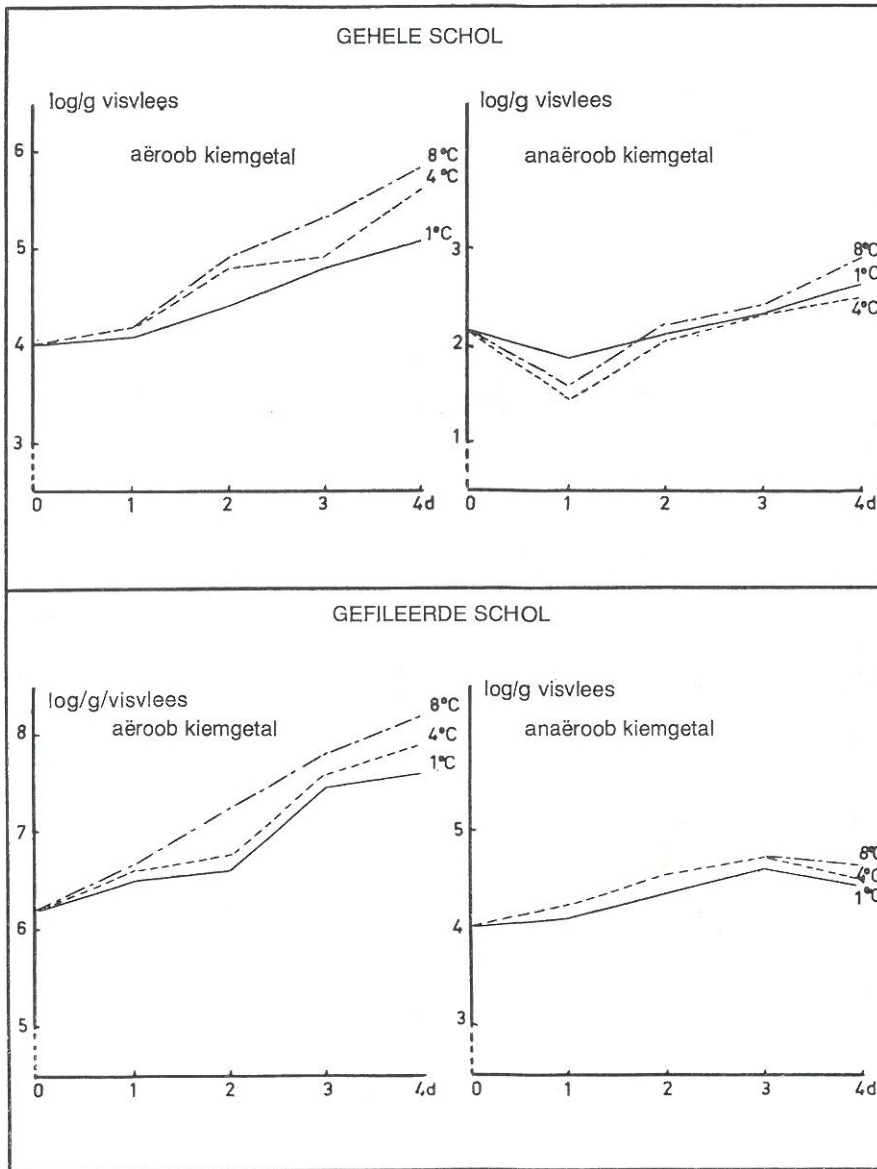 GEHELE SCHOL
log/g visvlees
aëroob kiemgetal
6
5
4
3
0 1 2 3 4d
8°C
4°C
1°C
log/g visvlees
anaëroob kiemgetal
3
2
1
0 1 2 3 4d
8°C
1°C
4°C
GEFILEERDE SCHOL
log/g/visvlees
aëroob kiemgetal
8
7
6
5
0 1 2 3 4d
8°C
4°C
1°C
log/g visvlees
anaëroob kiemgetal
5
4
3
0 1 2 3 4d
8°C
4°C
1°C